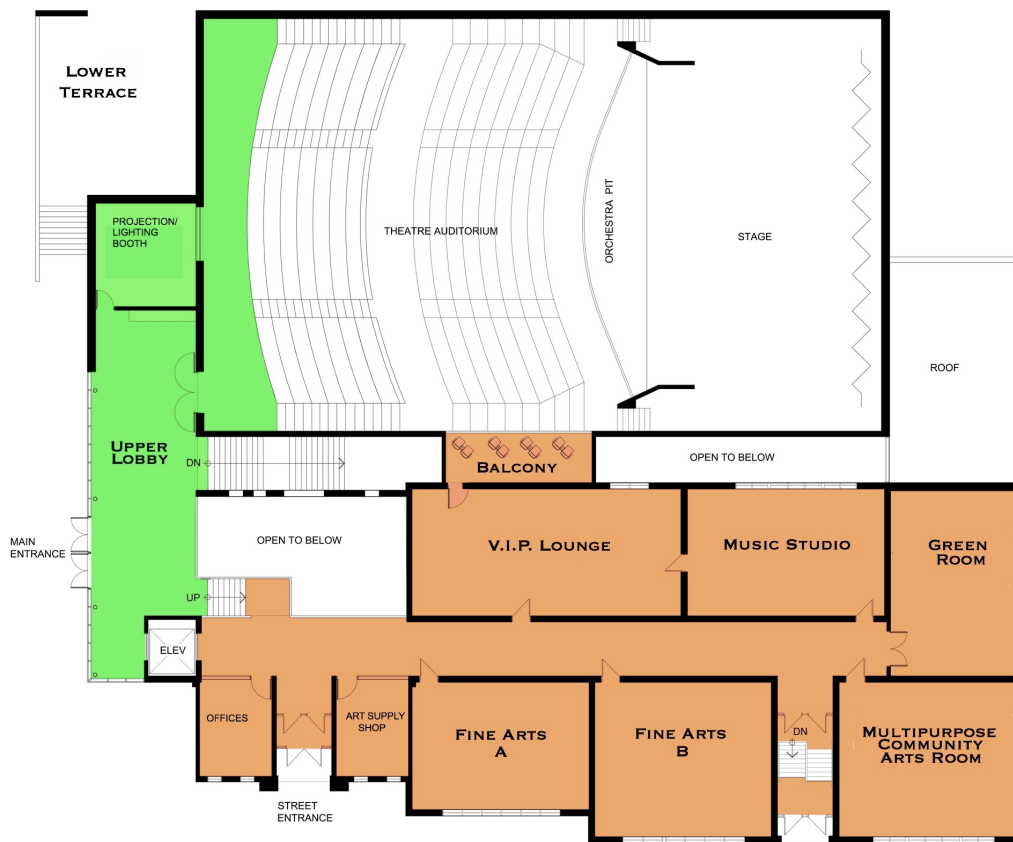 LOWER
TERRACE
PROJECTION/
LIGHTING
BOOTH
THEATRE AUDITORIUM
ORCHESTRA PIT
STAGE
ROOF
UPPER
LOBBY
DN
BALCONY
OPEN TO BELOW
MAIN
ENTRANCE
OPEN TO BELOW
V.I.P. LOUNGE
MUSIC STUDIO
GREEN
ROOM
UP
ELEV
OFFICES
ART SUPPLY
SHOP
FINE ARTS
A
FINE ARTS
B
DN
MULTIPURPOSE
COMMUNITY
ARTS ROOM
STREET
ENTRANCE